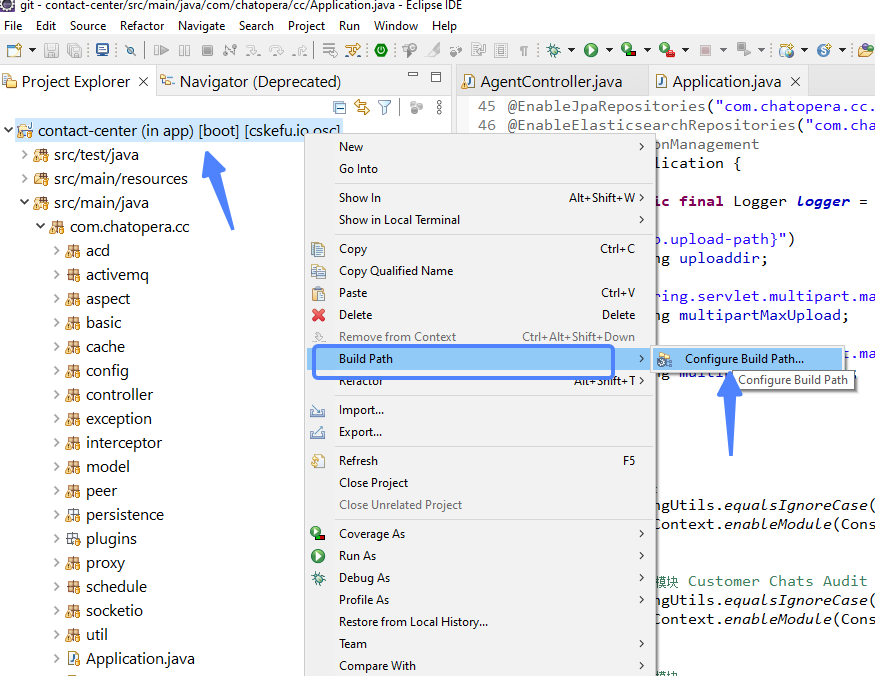 git - contact-center/src/main/java/com/chatopera/cc/Application.java - Eclipse IDE
File Edit Source Refactor Navigate Search Project Run Window Help
Project Explorer Navigator (Deprecated) AgentController.java Application.java
contact-center (in app) [boot] [cskefu.io osc]
src/test/java
src/main/resources
src/main/java
com.chatopera.cc
acd
activemq
aspect
basic
cache
config
controller
exception
interceptor
model
peer
persistence
plugins
proxy
schedule
socketio
util
Application.java
New
Go Into
Show In Alt+Shift+W
Show in Local Terminal
Copy Ctrl+C
Copy Qualified Name
Paste Ctrl+V
Delete Delete
Remove from Context Ctrl+Alt+Shift+Down
Build Path
Refactor Alt+Shift+T
Import...
Export...
Refresh F5
Close Project
Close Unrelated Project
Coverage As
Run As
Debug As
Profile As
Restore from Local History...
Team
Compare With
Configure Build Path...
Configure Build Path
45 @EnableJpaRepositories("com.chatopera.cc.
46 @EnableElasticsearchRepositories("com.cha
onManagement
lication {
ic final Logger logger =
b.upload-path}")
ng uploaddir;
ring.servlet.multipart.ma
ng multipartMaxUpload;
t.ma
ng mult
ngUtils.equalsIgnoreCase(
Context.enableModule(Cons
模块 Customer Chats Audit
ngUtils.equalsIgnoreCase(
Context.enableModule(Cons
模块